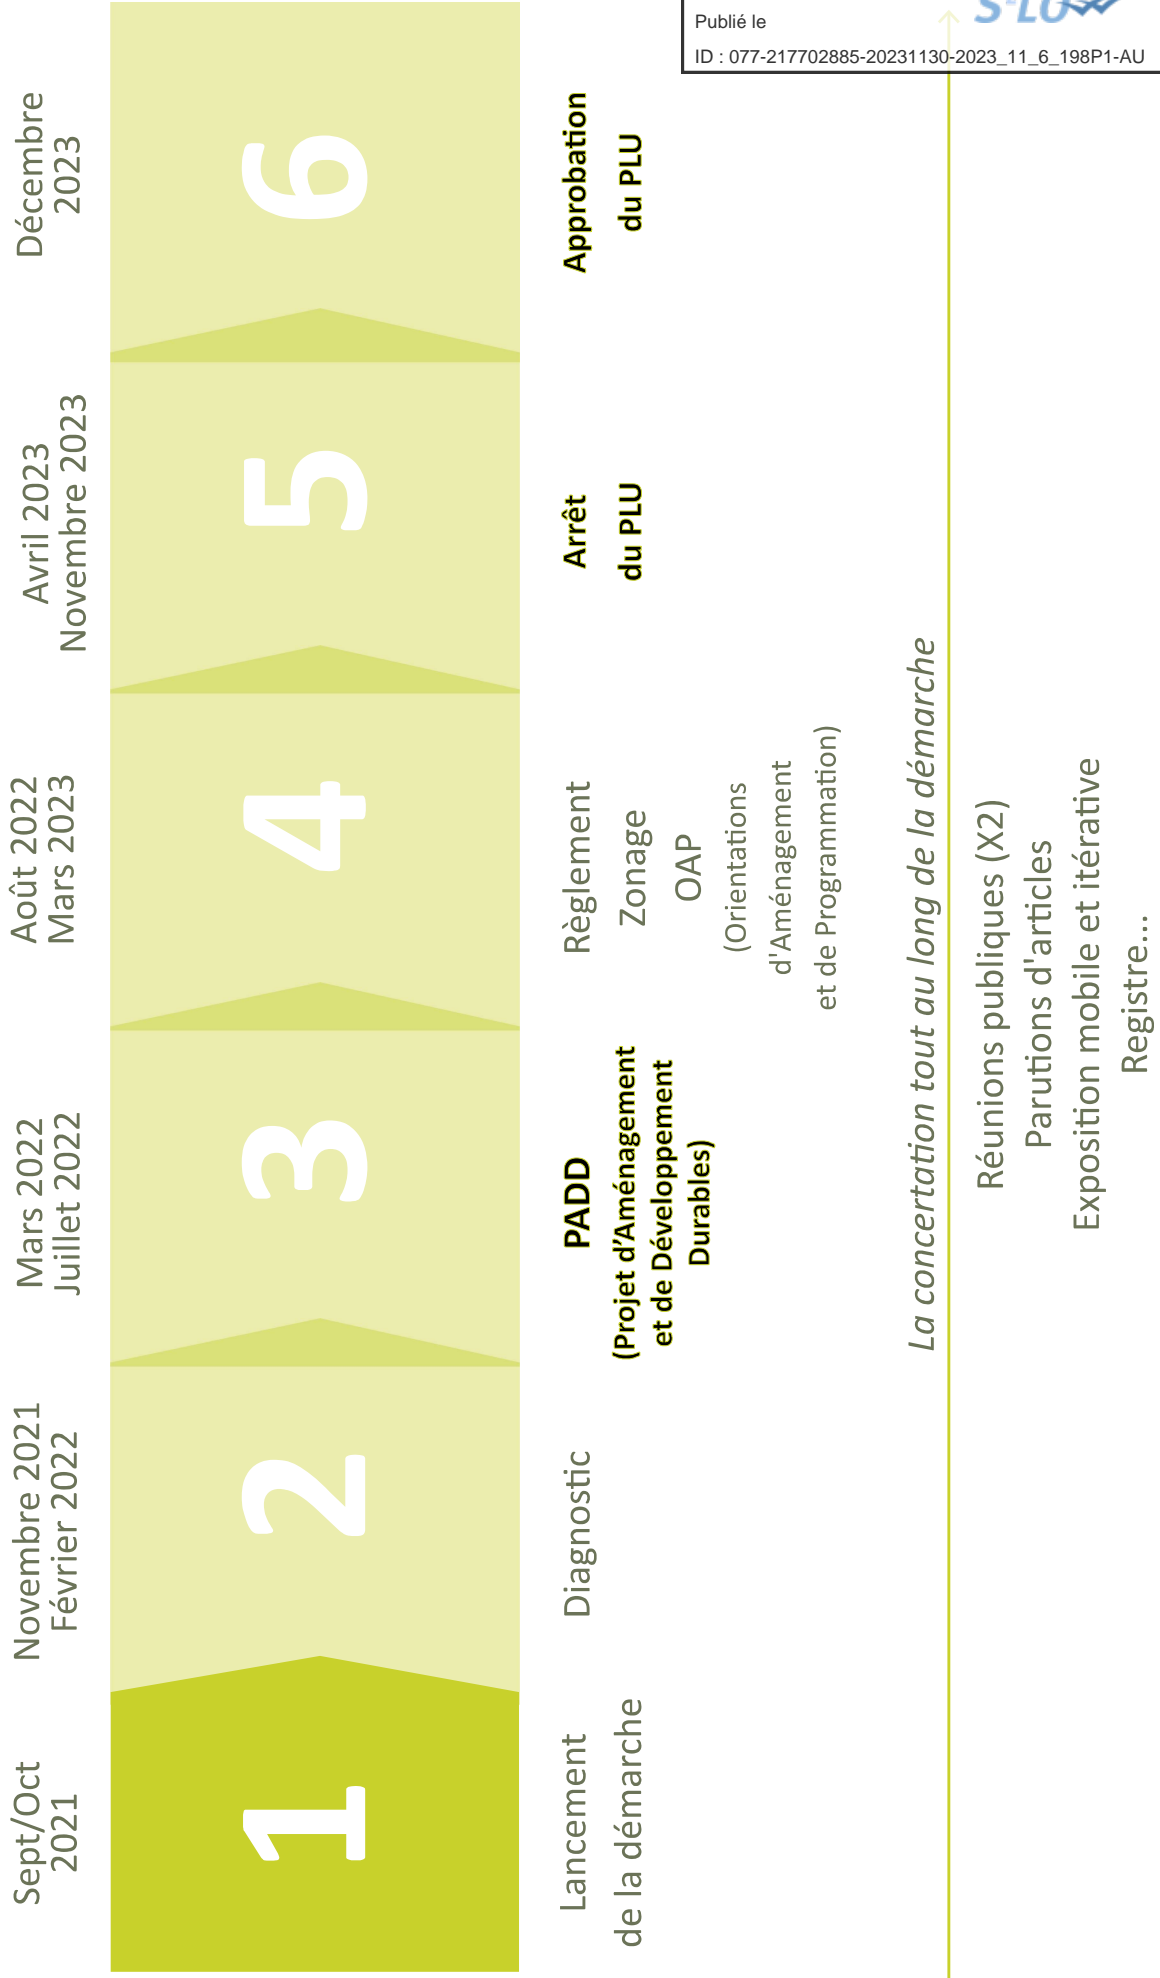 Publié le
S²LO
ID : 077-217702885-20231130-2023_11_6_198P1-AU
Sept/Oct
2021
1
Lancement
de la démarche
Novembre 2021
Février 2022
2
Diagnostic
Mars 2022
Juillet 2022
3
PADD
(Projet d’Aménagement
et de Développement
Durables)
Août 2022
Mars 2023
4
Règlement
Zonage
OAP
(Orientations
d'Aménagement
et de Programmation)
Avril 2023
Novembre 2023
5
Arrêt
du PLU
Décembre
2023
6
Approbation
du PLU
La concertation tout au long de la démarche
Réunions publiques (X2)
Parutions d'articles
Exposition mobile et itérative
Registre...